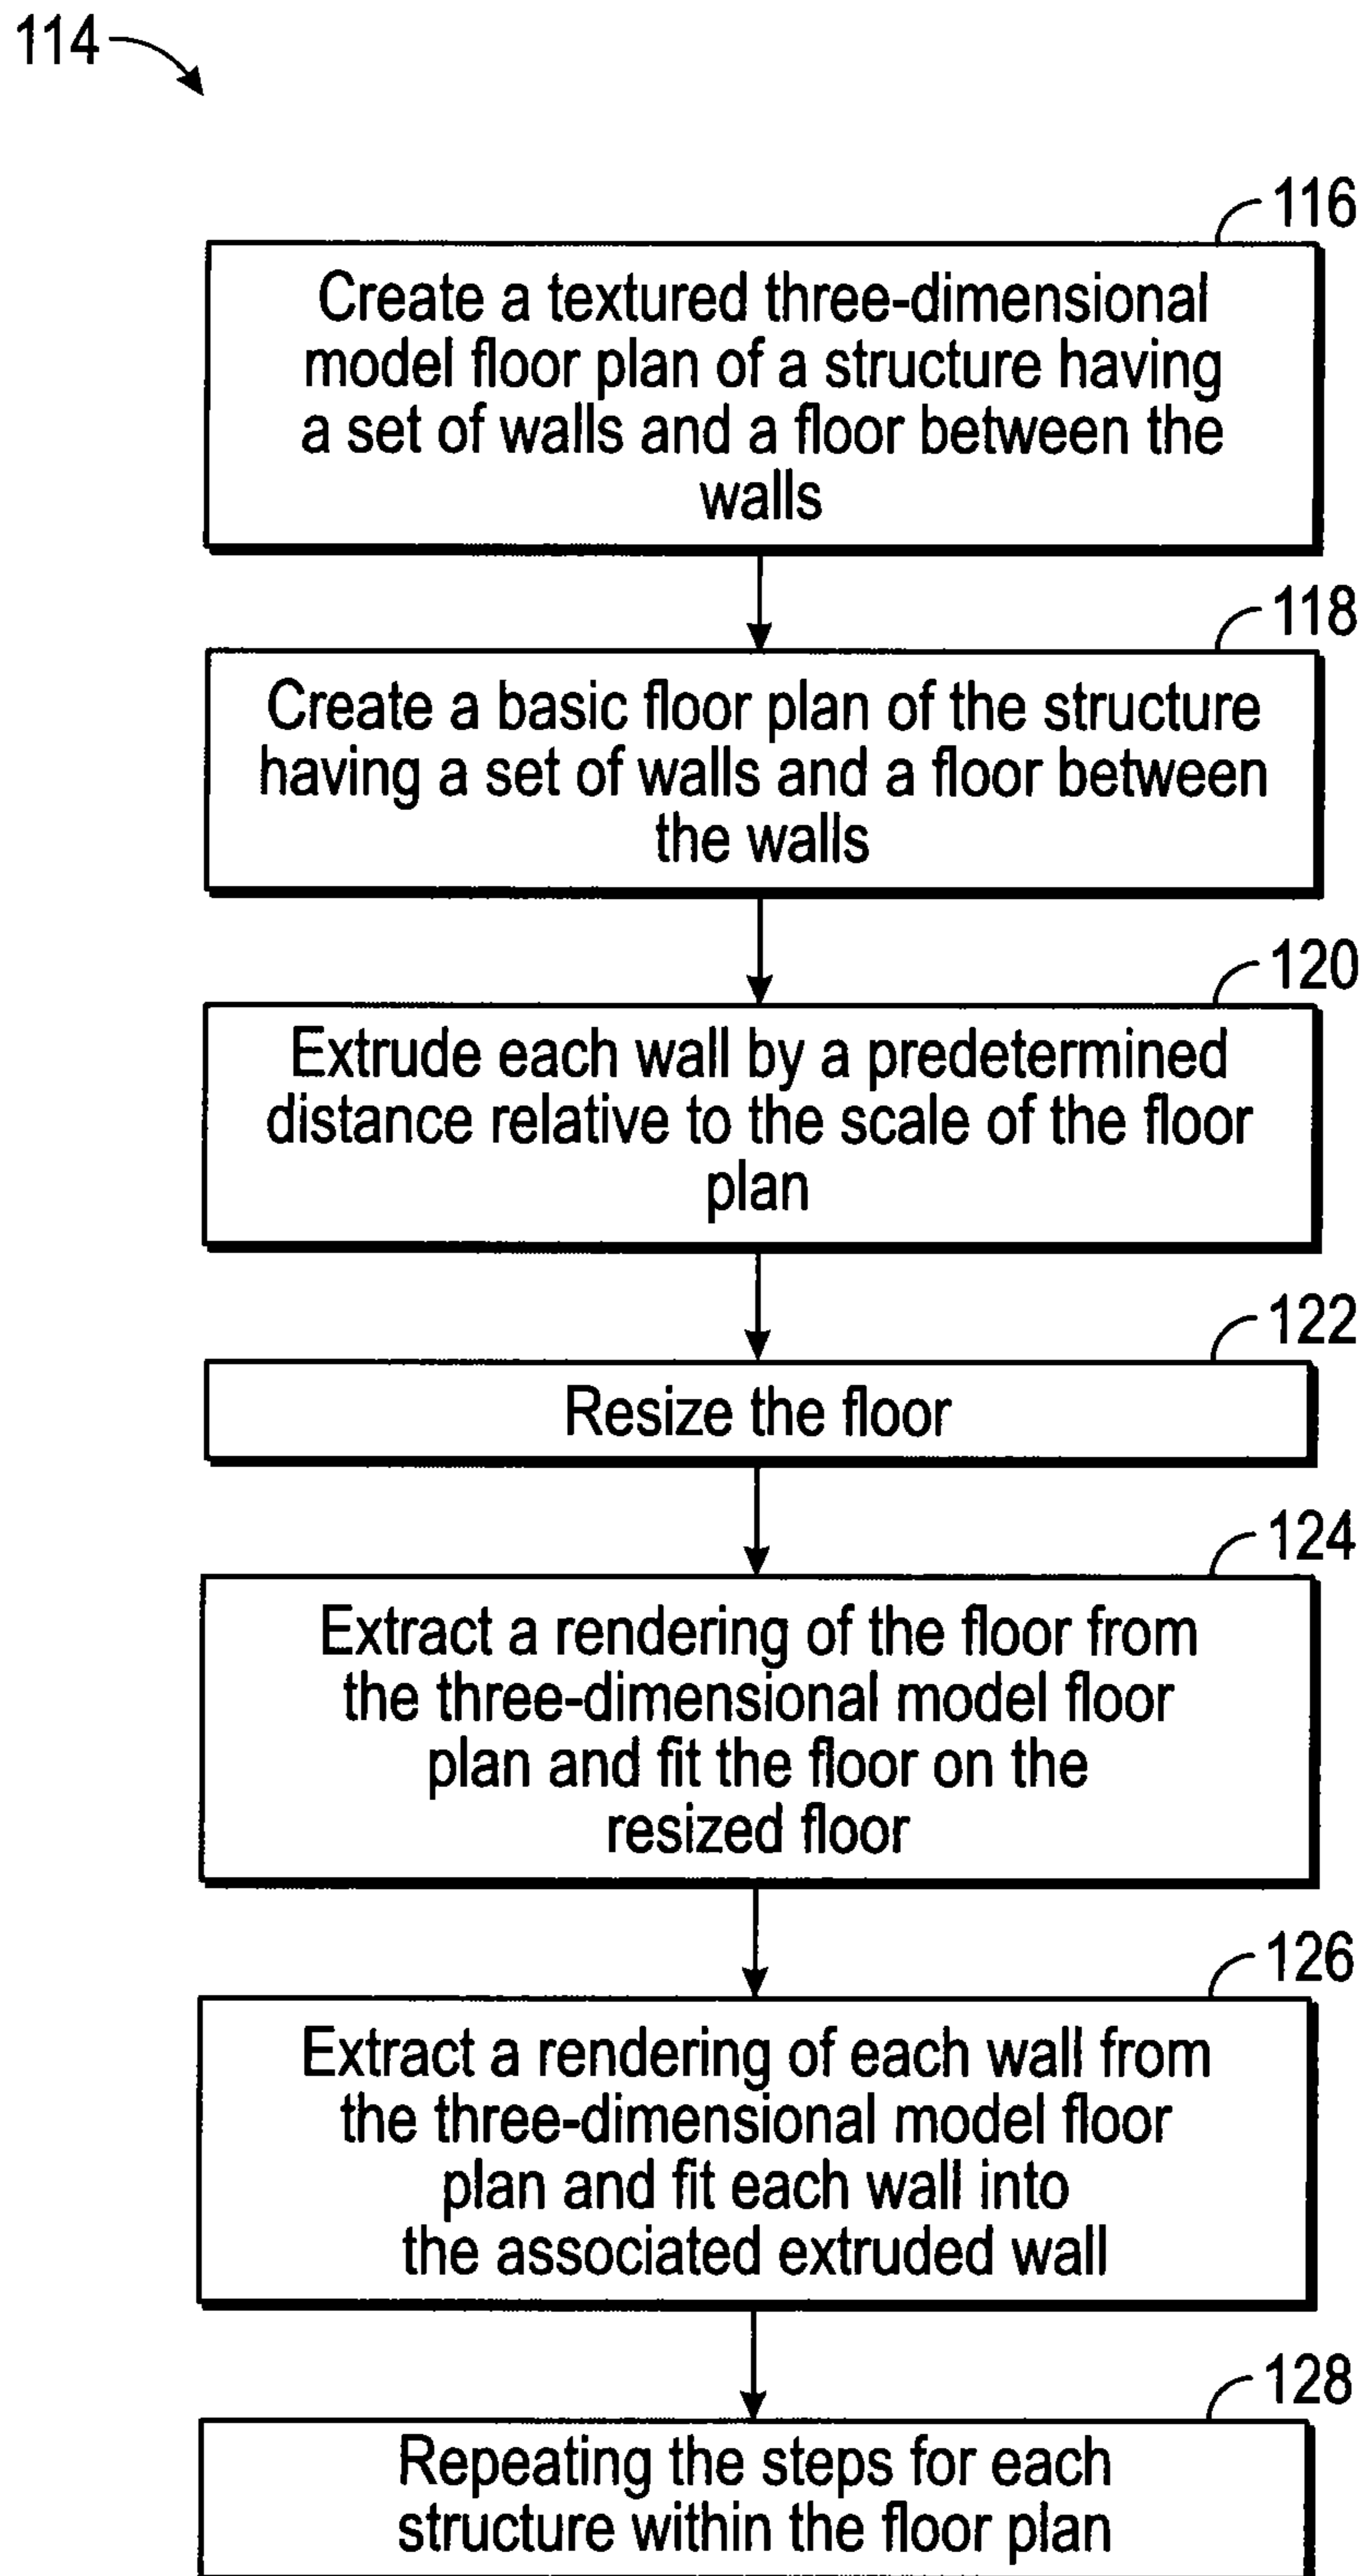 114
116
Create a textured three-dimensional
model floor plan of a structure having
a set of walls and a floor between the
walls
118
Create a basic floor plan of the structure
having a set of walls and a floor between
the walls
120
Extrude each wall by a predetermined
distance relative to the scale of the floor
plan
122
Resize the floor
124
Extract a rendering of the floor from
the three-dimensional model floor
plan and fit the floor on the
resized floor
126
Extract a rendering of each wall from
the three-dimensional model floor
plan and fit each wall into
the associated extruded wall
128
Repeating the steps for each
structure within the floor plan